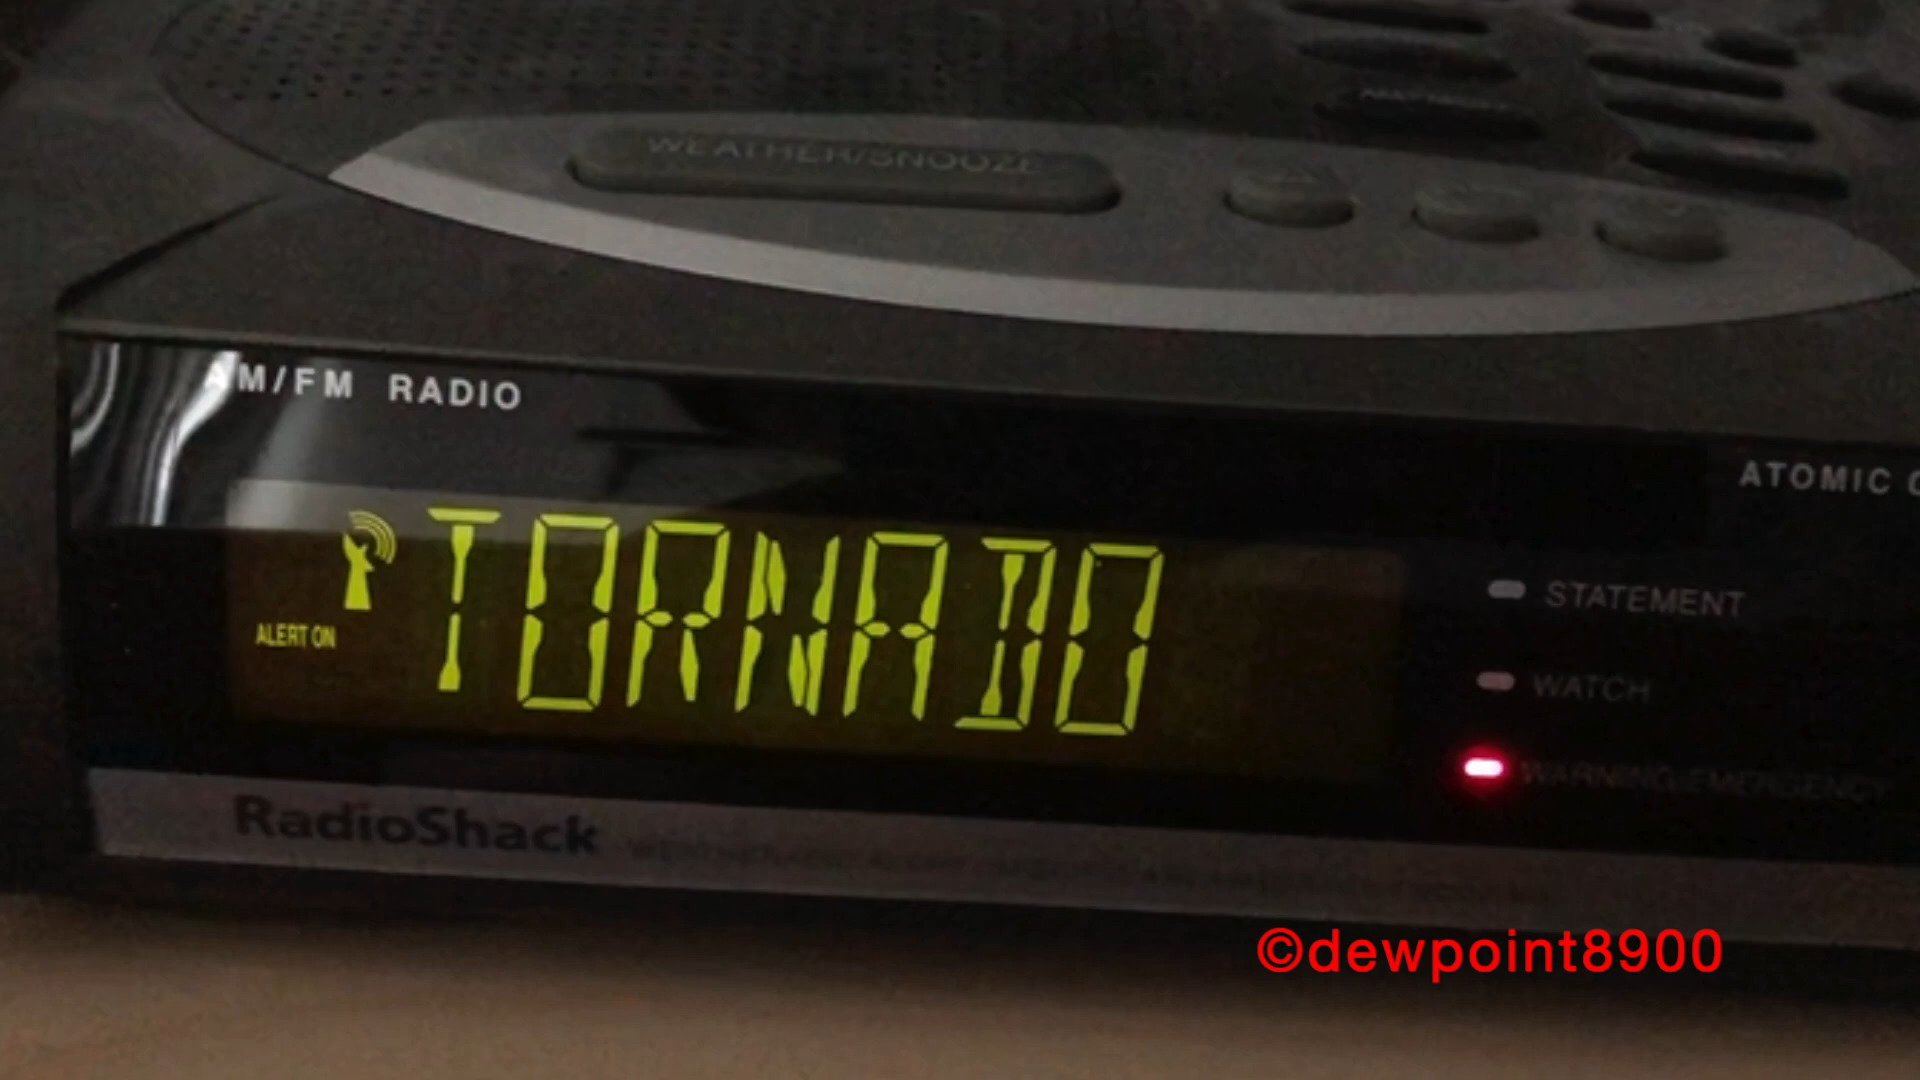 WEATHER/SNOOZE
AM/FM RADIO
ATOMIC
TORNADO
ALERT ON
STATEMENT
WATCH
WARNING/EMERGENCY
RadioShack
©dewpoint8900